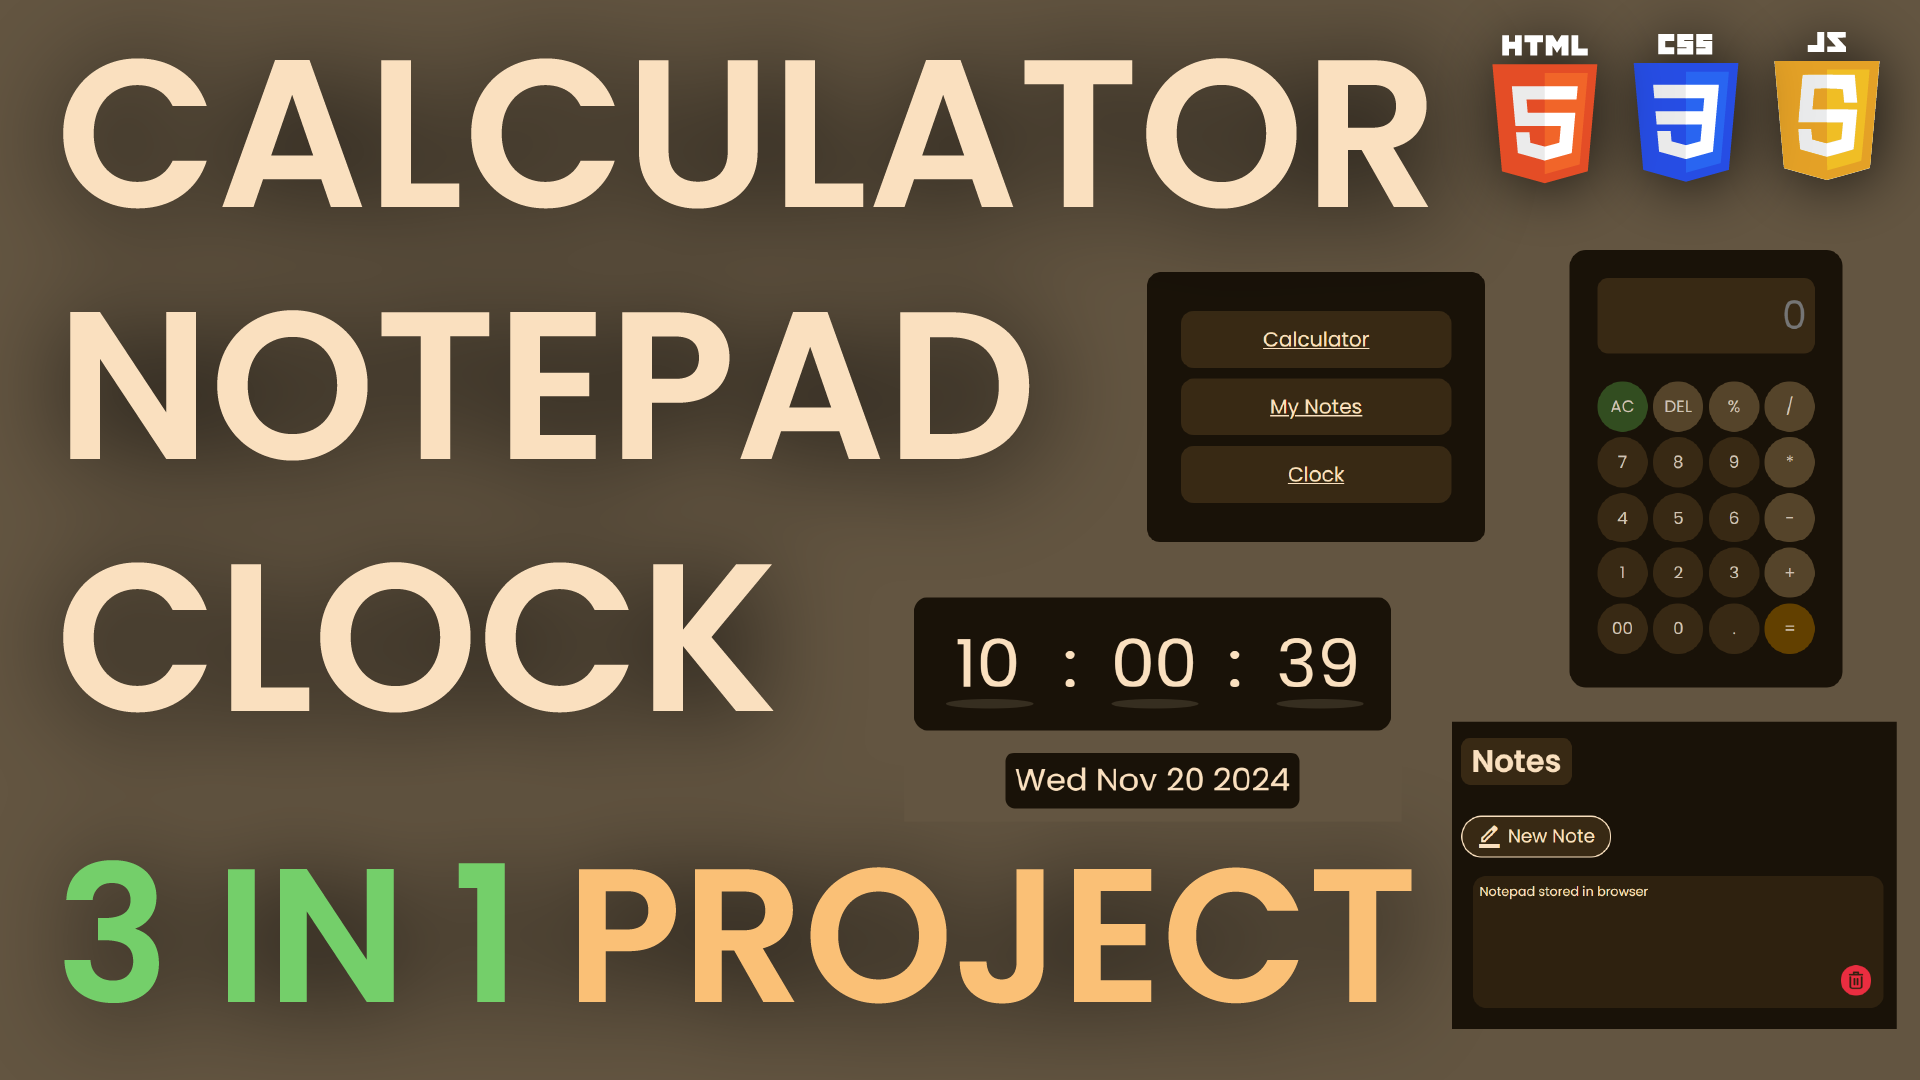 CALCULATOR
HTML CSS JS
5 3 S
NOTEPAD
CLOCK
3 IN 1 PROJECT
Calculator
My Notes
Clock
0
AC DEL % /
7 8 9 *
4 5 6 -
1 2 3 +
00 0 . =
10 : 00 : 39
Wed Nov 20 2024
Notes
New Note
Notepad stored in browser